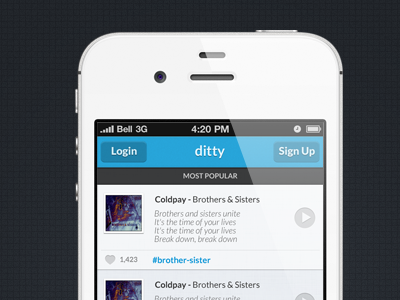 Bell 3G 4:20 PM
Login ditty Sign Up
MOST POPULAR
Coldpay - Brothers & Sisters
Brothers and sisters unite
It's the time of your lives
It's the time of your lives
Break down, break down
1,423 #brother-sister
Coldpay - Brothers & Sisters